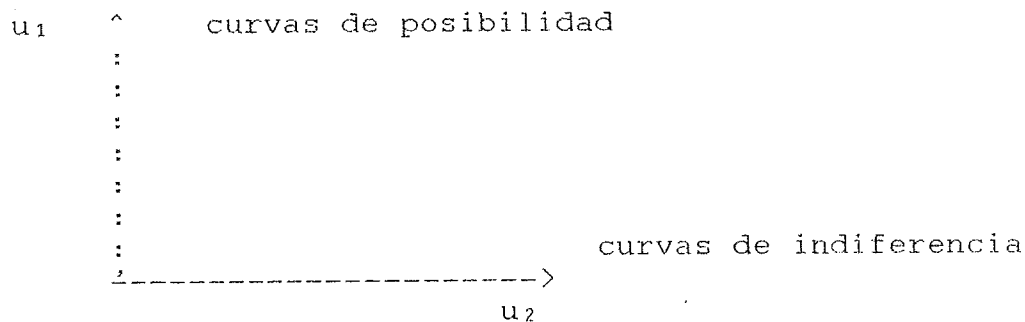 u1 curvas de posibilidad
curvas de indiferencia
u2